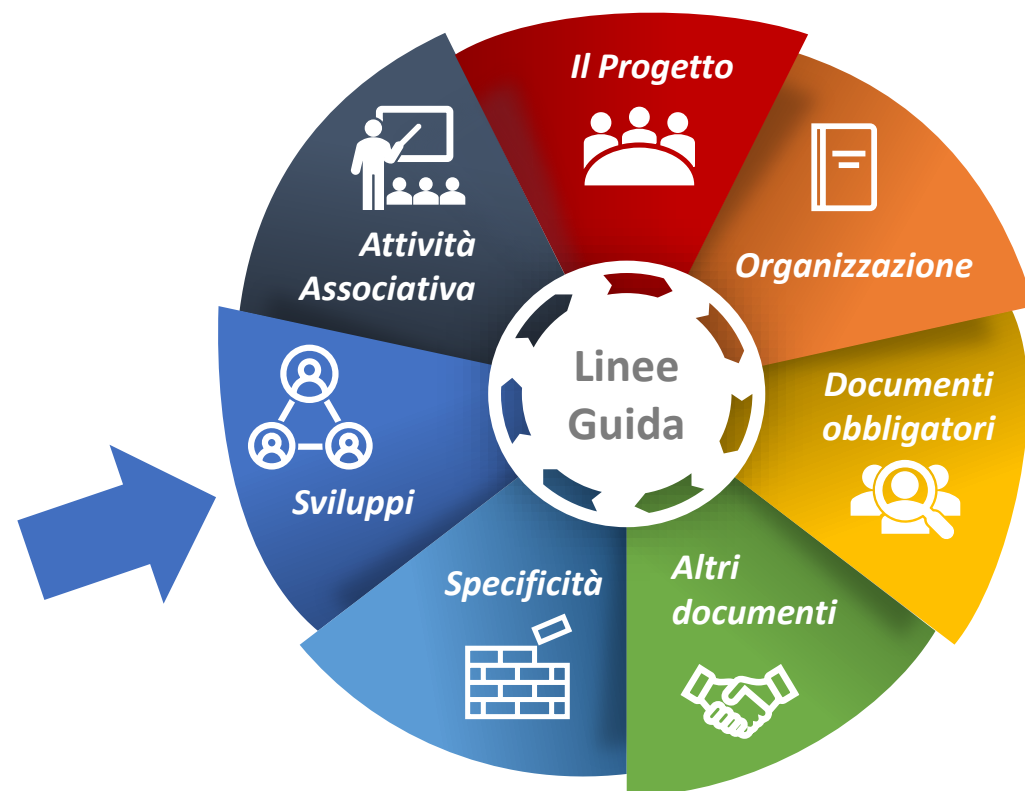 Il Progetto
Organizzazione
Documenti
obbligatori
Altri
documenti
Specificità
Sviluppi
Attività
Associativa
Linee
Guida